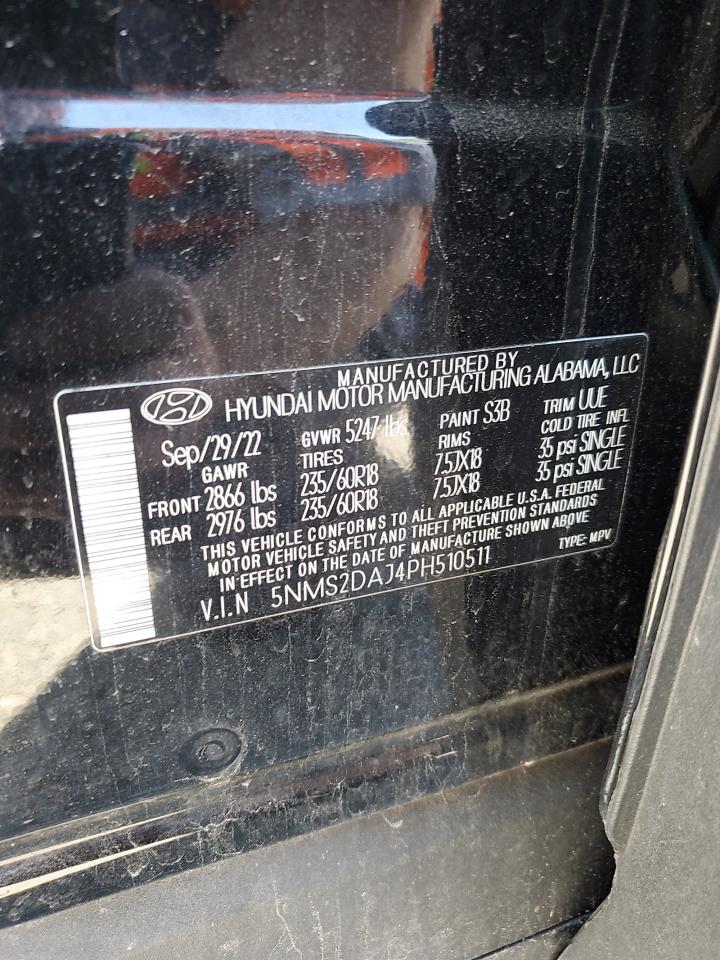 MANUFACTURED BY
HYUNDAI MOTOR MANUFACTURING ALABAMA, LLC
Sep/29/22 GVWR 5247 lbs PAINT S3B TRIM UUE
GAWR TIRES RIMS COLD TIRE INFL
FRONT 2866 lbs 235/60R18 7.5JX18 35 psi SINGLE
REAR 2976 lbs 235/60R18 7.5JX18 35 psi SINGLE
THIS VEHICLE CONFORMS TO ALL APPLICABLE U.S.A. FEDERAL
MOTOR VEHICLE SAFETY AND THEFT PREVENTION STANDARDS
IN EFFECT ON THE DATE OF MANUFACTURE SHOWN ABOVE
V.I.N 5NMS2DAJ4PH510511 TYPE: MPV